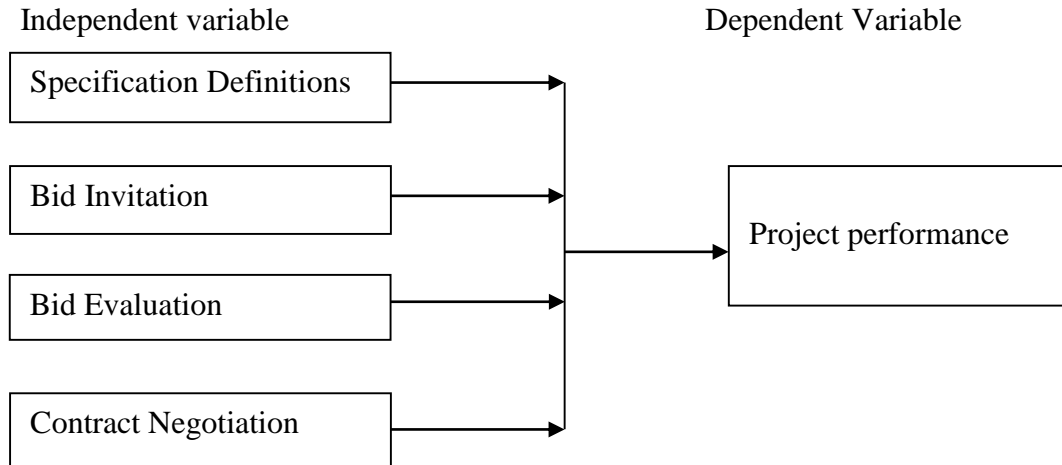 Independent variable
Dependent Variable
Specification Definitions
Bid Invitation
Project performance
Bid Evaluation
Contract Negotiation